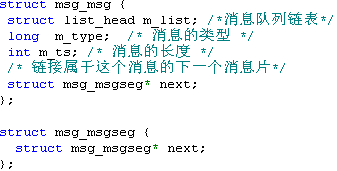 struct msg_msg {
struct list_head m_list; /*消息队列链表*/
long m_type; /* 消息的类型 */
int m_ts; /* 消息的长度 */
/* 链接属于这个消息的下一个消息片*/
struct msg_msgseg* next;
};
struct msg_msgseg {
struct msg_msgseg* next;
};